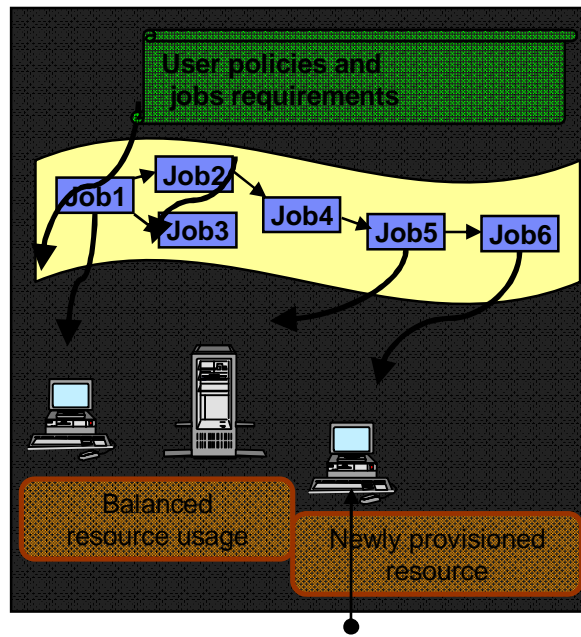 User policies and
jobs requirements
Job1
Job2
Job3
Job4
Job5
Job6
Balanced
resource usage
Newly provisioned
resource